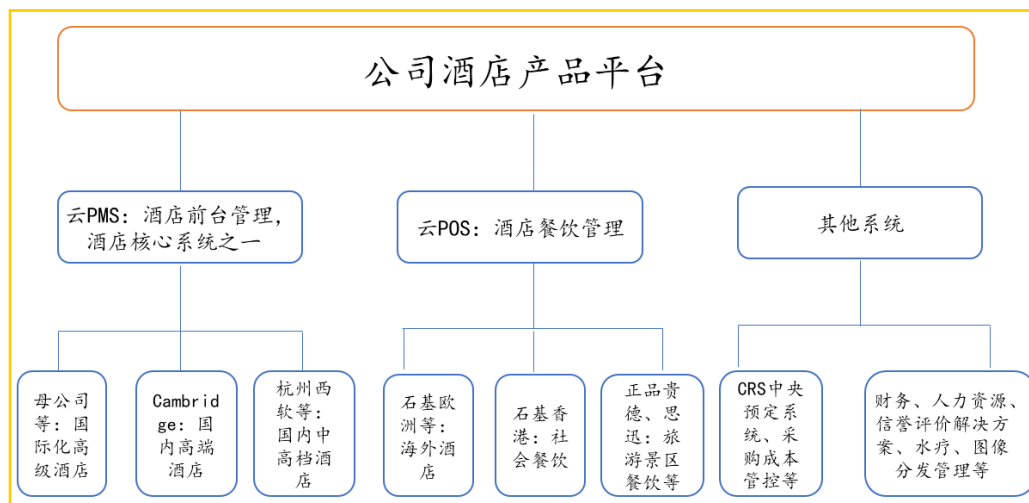 公司酒店产品平台
云PMS：酒店前台管理，
酒店核心系统之一
云POS：酒店餐饮管理
其他系统
母公司
等：国
际化高
级酒店
Cambrid
ge：国
内高端
酒店
杭州西
软等：
国内中
高档酒
店
石基欧
洲等：
海外酒
店
石基香
港：社
会餐饮
正品贵
德、思
迅：旅
游景区
餐饮等
CRS中央
预定系
统、采
购成本
管控等
财务、人力资源、
信誉评价解决方
案、水疗、图像
分发管理等